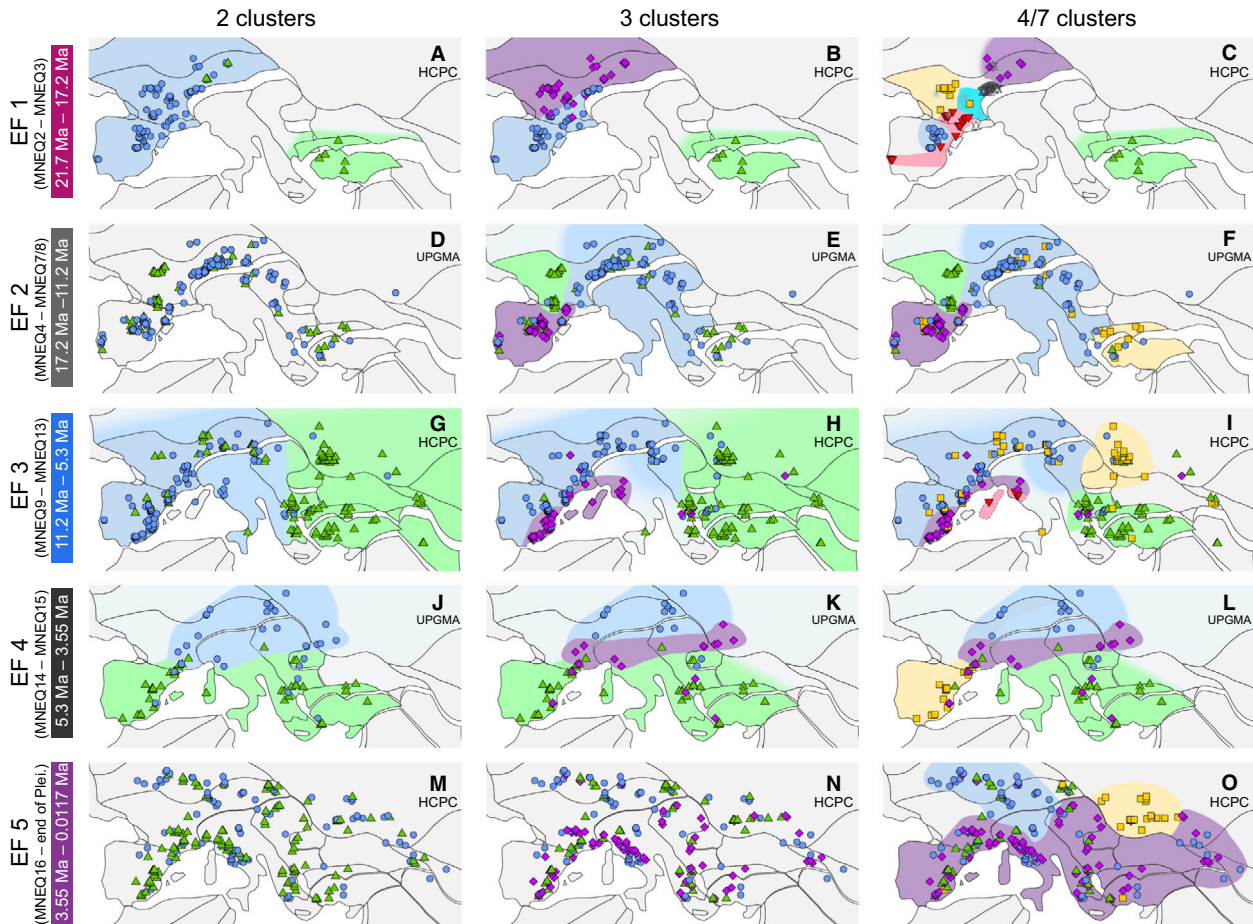 2 clusters
3 clusters
4/7 clusters
EF 1
(MNEQ2 – MNEQ3)
21.7 Ma – 17.2 Ma
A
HCPC
B
HCPC
C
HCPC
EF 2
(MNEQ4 – MNEQ7/8)
17.2 Ma –11.2 Ma
D
UPGMA
E
UPGMA
F
UPGMA
EF 3
(MNEQ9 – MNEQ13)
11.2 Ma – 5.3 Ma
G
HCPC
H
HCPC
I
HCPC
EF 4
(MNEQ14 – MNEQ15)
5.3 Ma – 3.55 Ma
J
UPGMA
K
UPGMA
L
UPGMA
EF 5
(MNEQ16 – end of Plei.)
3.55 Ma – 0.0117 Ma
M
HCPC
N
HCPC
O
HCPC